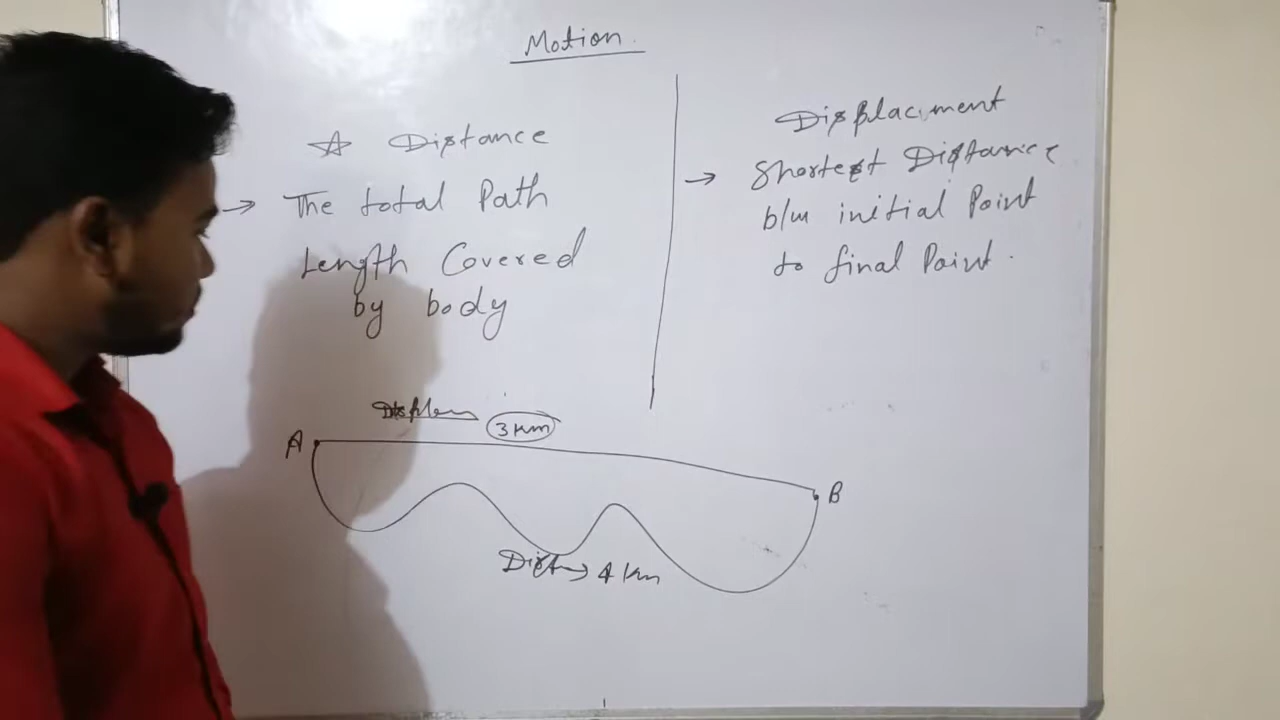 Motion.
☆ Distance
→ The total Path
Length Covered
by body
Displacement
→ Shortest Distance
b/w initial Point
to final Point.
Displam 3 km
A
B
Dist → 4 km